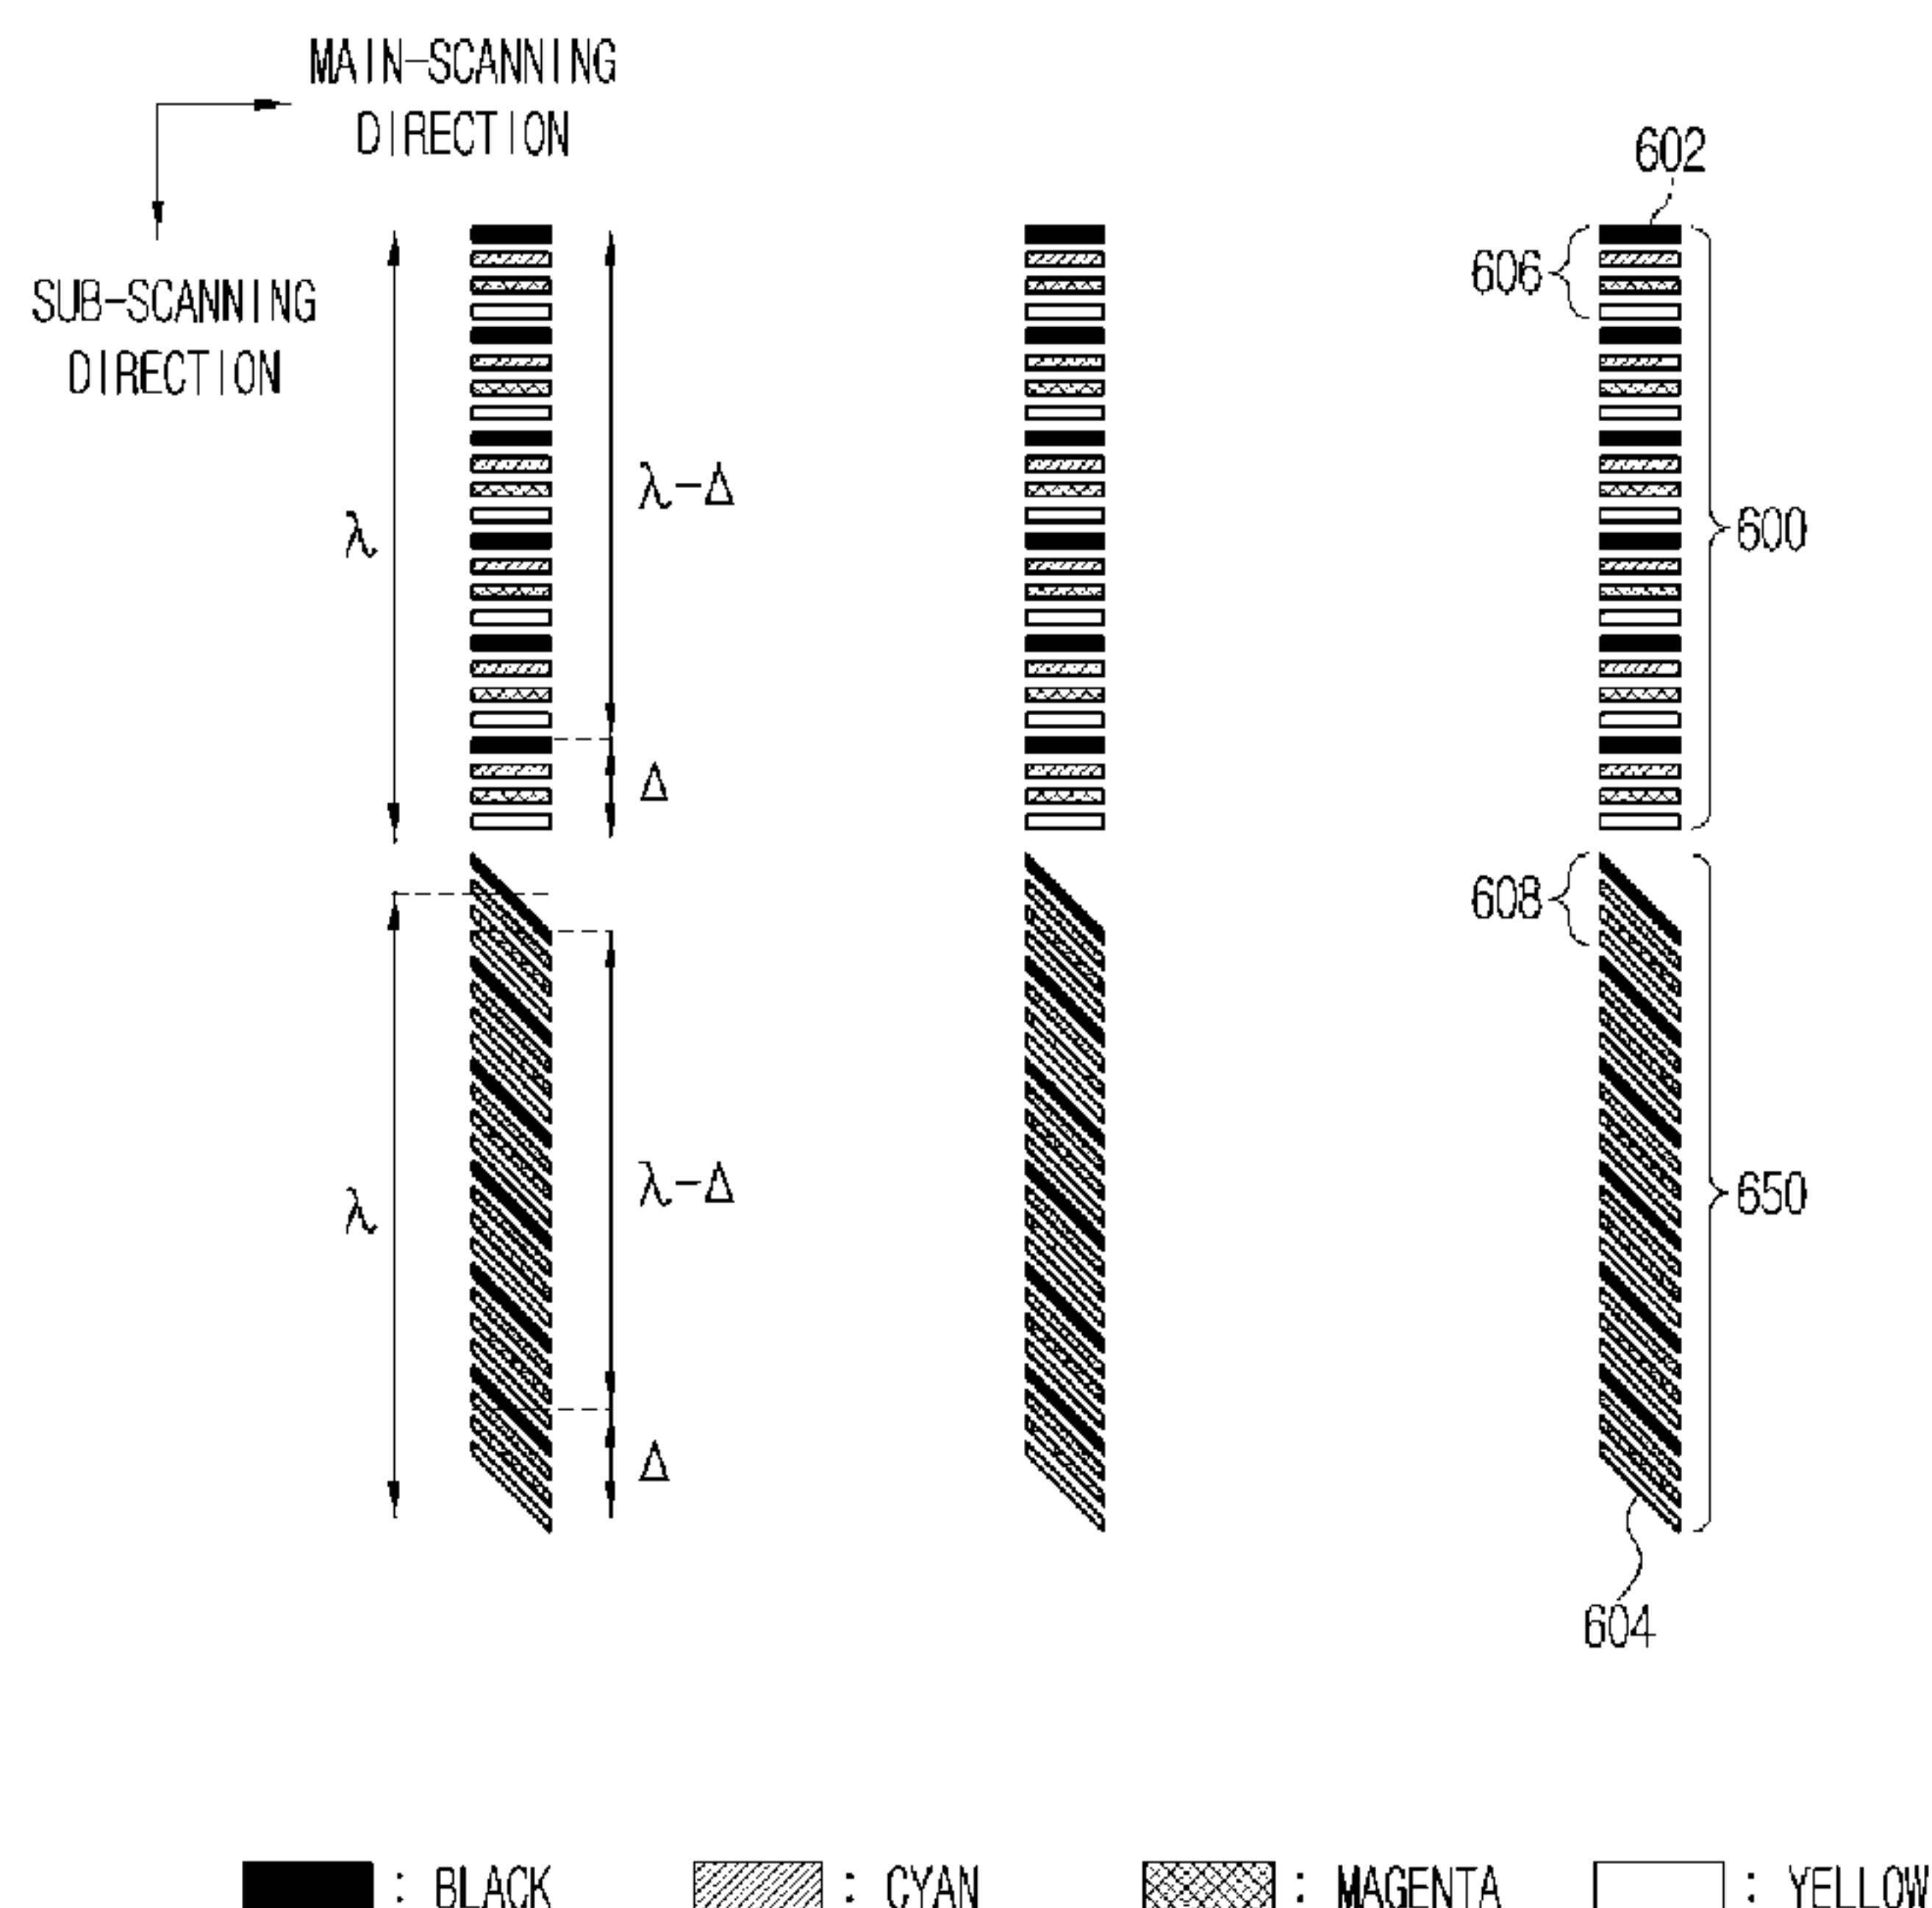 MAIN-SCANNING
DIRECTION
SUB-SCANNING
DIRECTION
602
606
600
λ
λ-Δ
Δ
608
650
λ
λ-Δ
Δ
604
: BLACK
: CYAN
: MAGENTA
: YELLOW